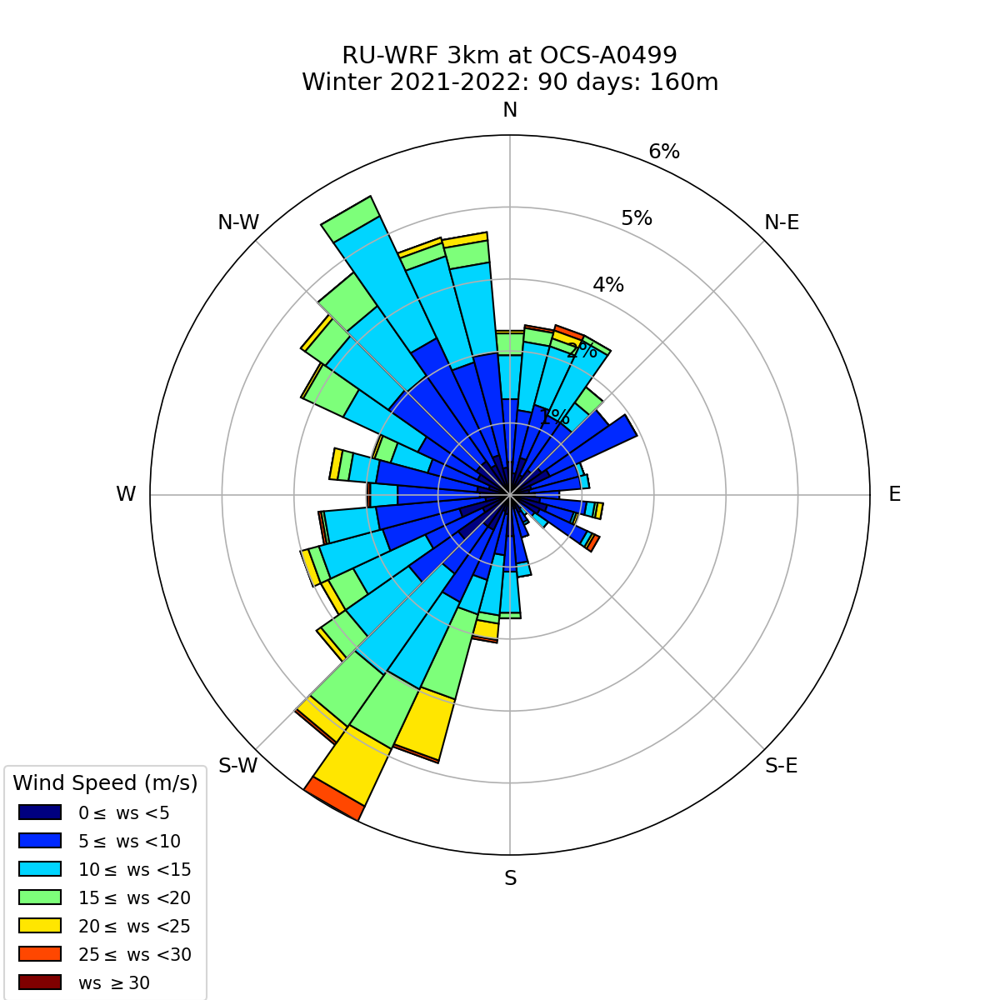 RU-WRF 3km at OCS-A0499
Winter 2021-2022: 90 days: 160m
N
6%
N-W
5%
N-E
4%
2%
1%
W
E
S-W
S-E
S
Wind Speed (m/s)
0 ≤ ws <5
5 ≤ ws <10
10 ≤ ws <15
15 ≤ ws <20
20 ≤ ws <25
25 ≤ ws <30
ws ≥ 30